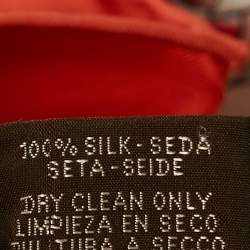 100% SILK-SEDA
SETA-SEIDE
DRY CLEAN ONLY
LIMPIEZA EN SECO
PULITURA A SECCO